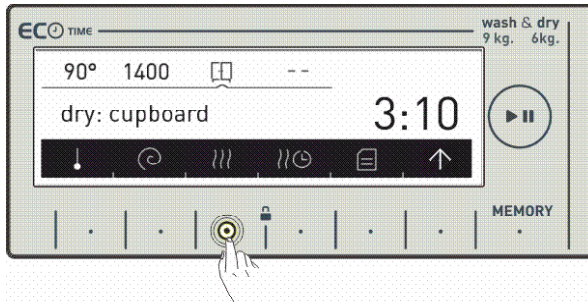 ECO TIME
wash & dry
9 kg. 6kg.
90° 1400 --
dry: cupboard
3:10
MEMORY